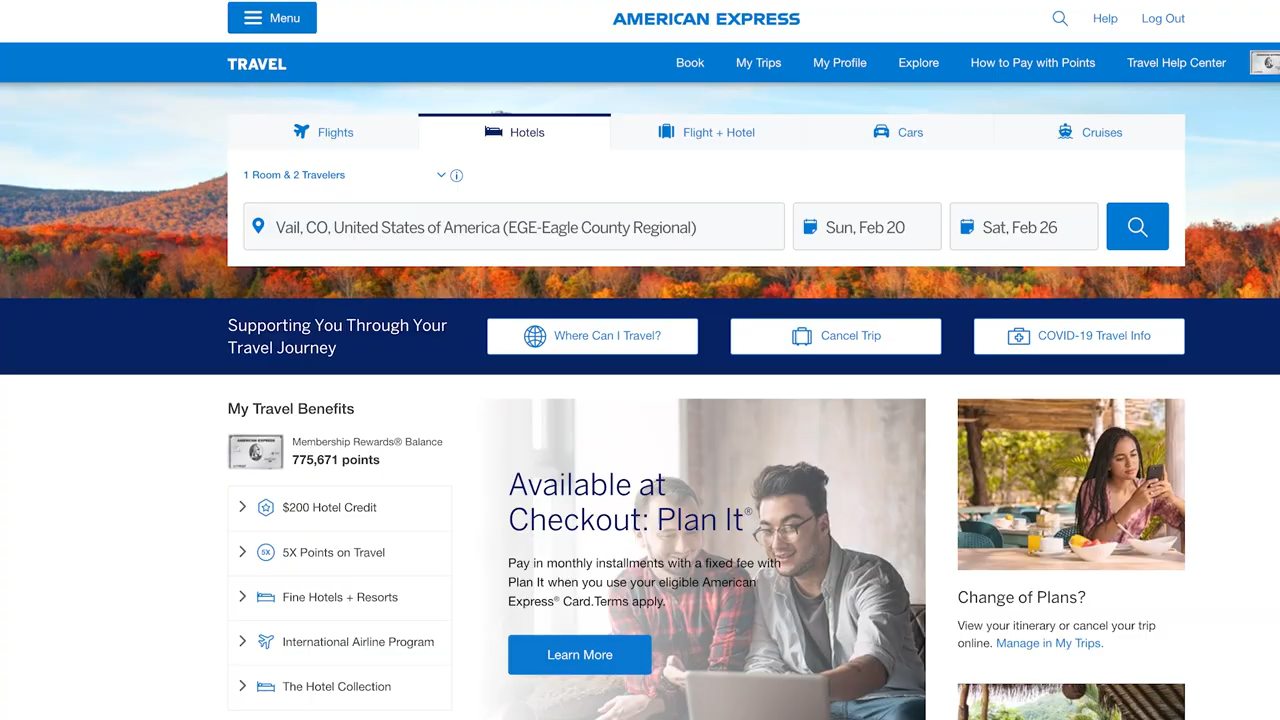 Menu
AMERICAN EXPRESS
Help
Log Out
TRAVEL
Book
My Trips
My Profile
Explore
How to Pay with Points
Travel Help Center
Flights
Hotels
Flight + Hotel
Cars
Cruises
1 Room & 2 Travelers
Vail, CO, United States of America (EGE-Eagle County Regional)
Sun, Feb 20
Sat, Feb 26
Supporting You Through Your
Travel Journey
Where Can I Travel?
Cancel Trip
COVID-19 Travel Info
My Travel Benefits
AMERICAN EXPRESS
Membership Rewards® Balance
775,671 points
$200 Hotel Credit
5X
5X Points on Travel
Fine Hotels + Resorts
International Airline Program
The Hotel Collection
Available at
Checkout: Plan It®
Pay in monthly installments with a fixed fee with
Plan It when you use your eligible American
Express® Card.Terms apply.
Learn More
Change of Plans?
View your itinerary or cancel your trip
online. Manage in My Trips.